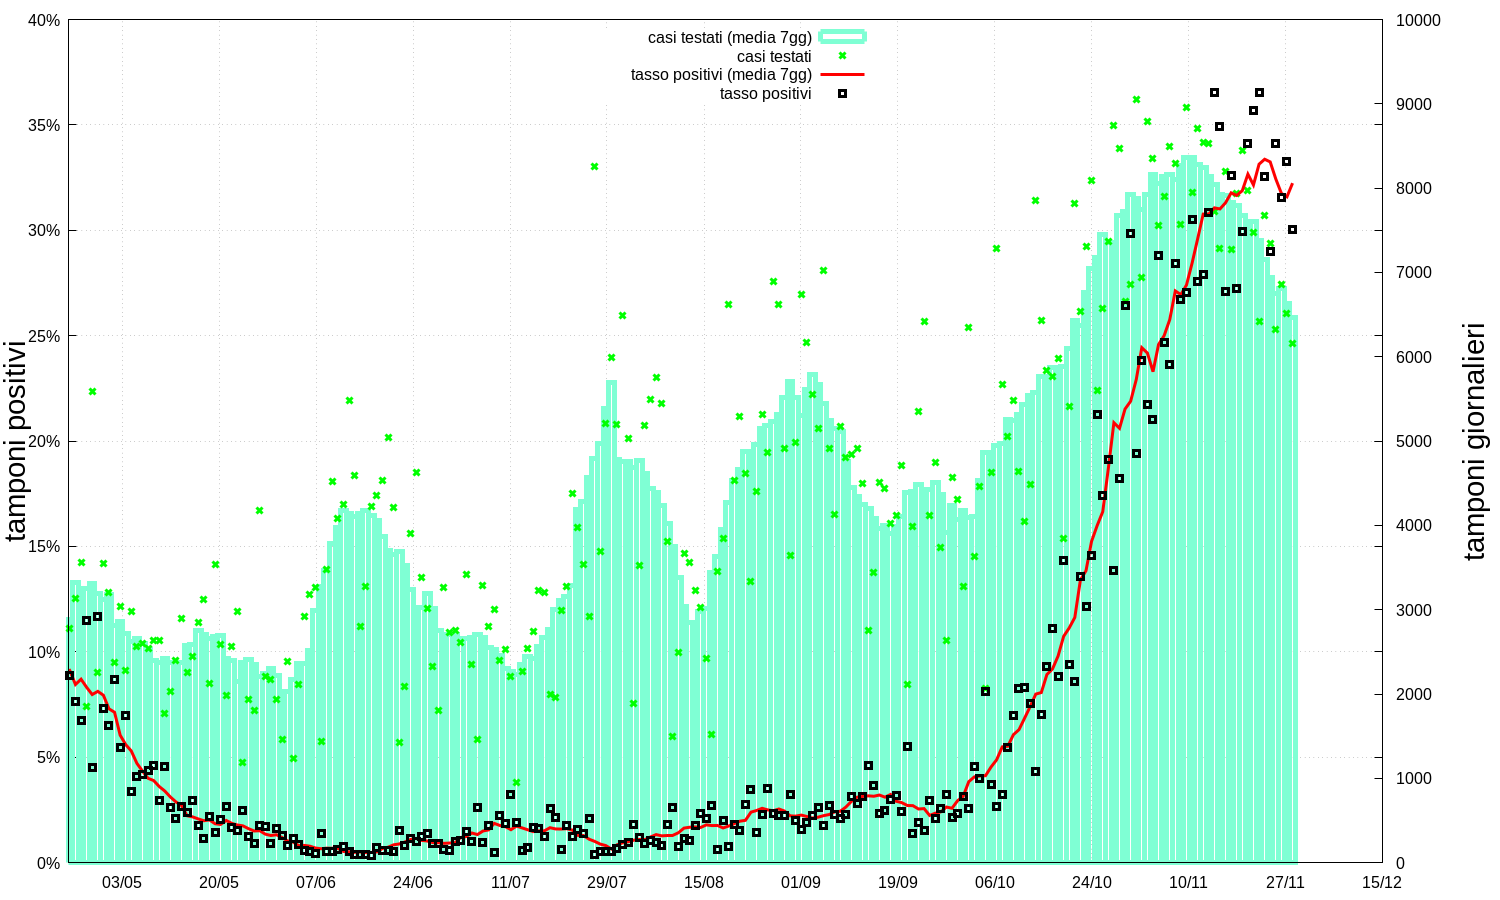 casi testati (media 7gg)
casi testati
tasso positivi (media 7gg)
tasso positivi
tamponi positivi
40%
35%
30%
25%
20%
15%
10%
5%
0%
10000
9000
8000
7000
6000
5000
4000
3000
2000
1000
0
tamponi giornalieri
03/05 20/05 07/06 24/06 11/07 29/07 15/08 01/09 19/09 06/10 24/10 10/11 27/11 15/12